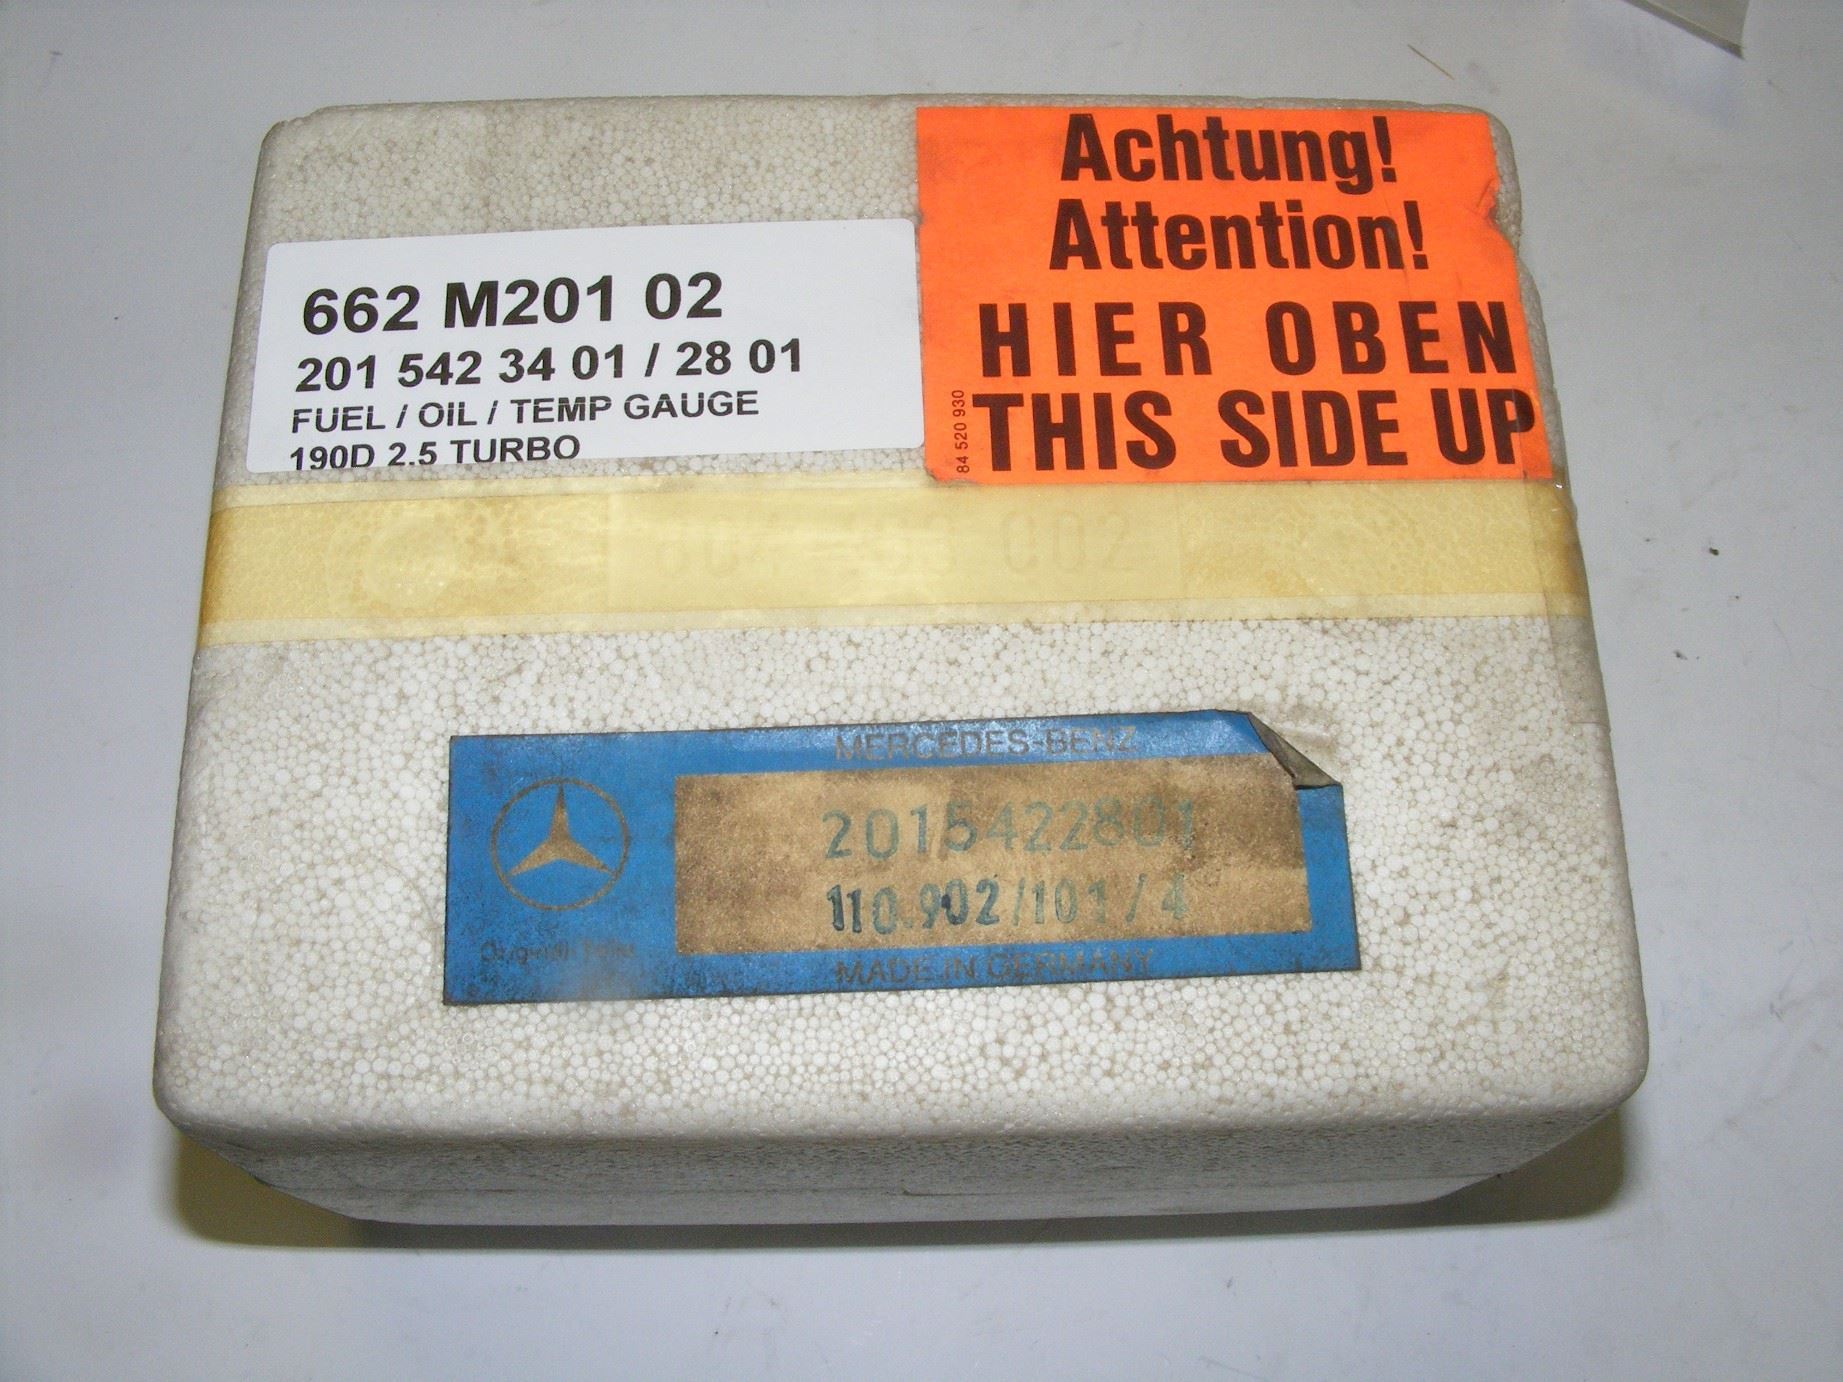 Achtung!
Attention!
HIER OBEN
THIS SIDE UP
84 520 930
662 M201 02
201 542 34 01 / 28 01
FUEL / OIL / TEMP GAUGE
190D 2.5 TURBO
002
MERCEDES-BENZ
2015422801
110.902/101/4
MADE IN GERMANY